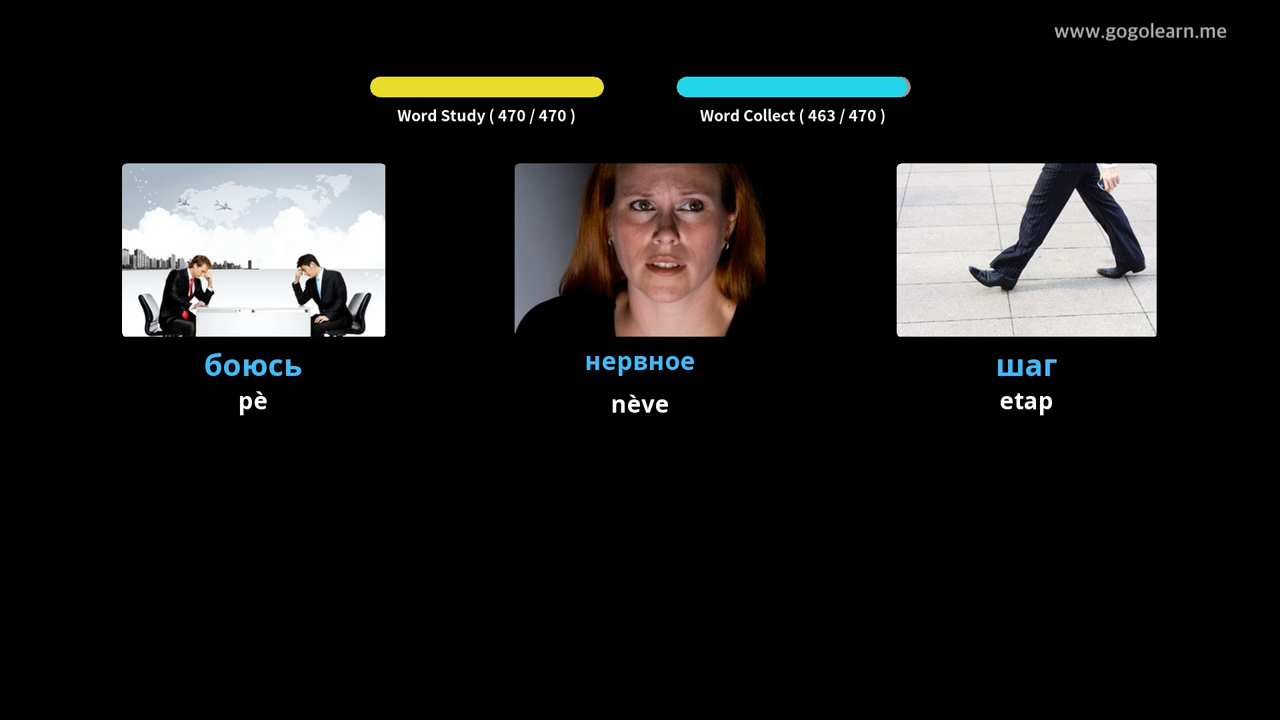 www.gogolearn.me
Word Study ( 470 / 470 )
Word Collect ( 463 / 470 )
боюсь
pè
нервное
nève
шаг
etap